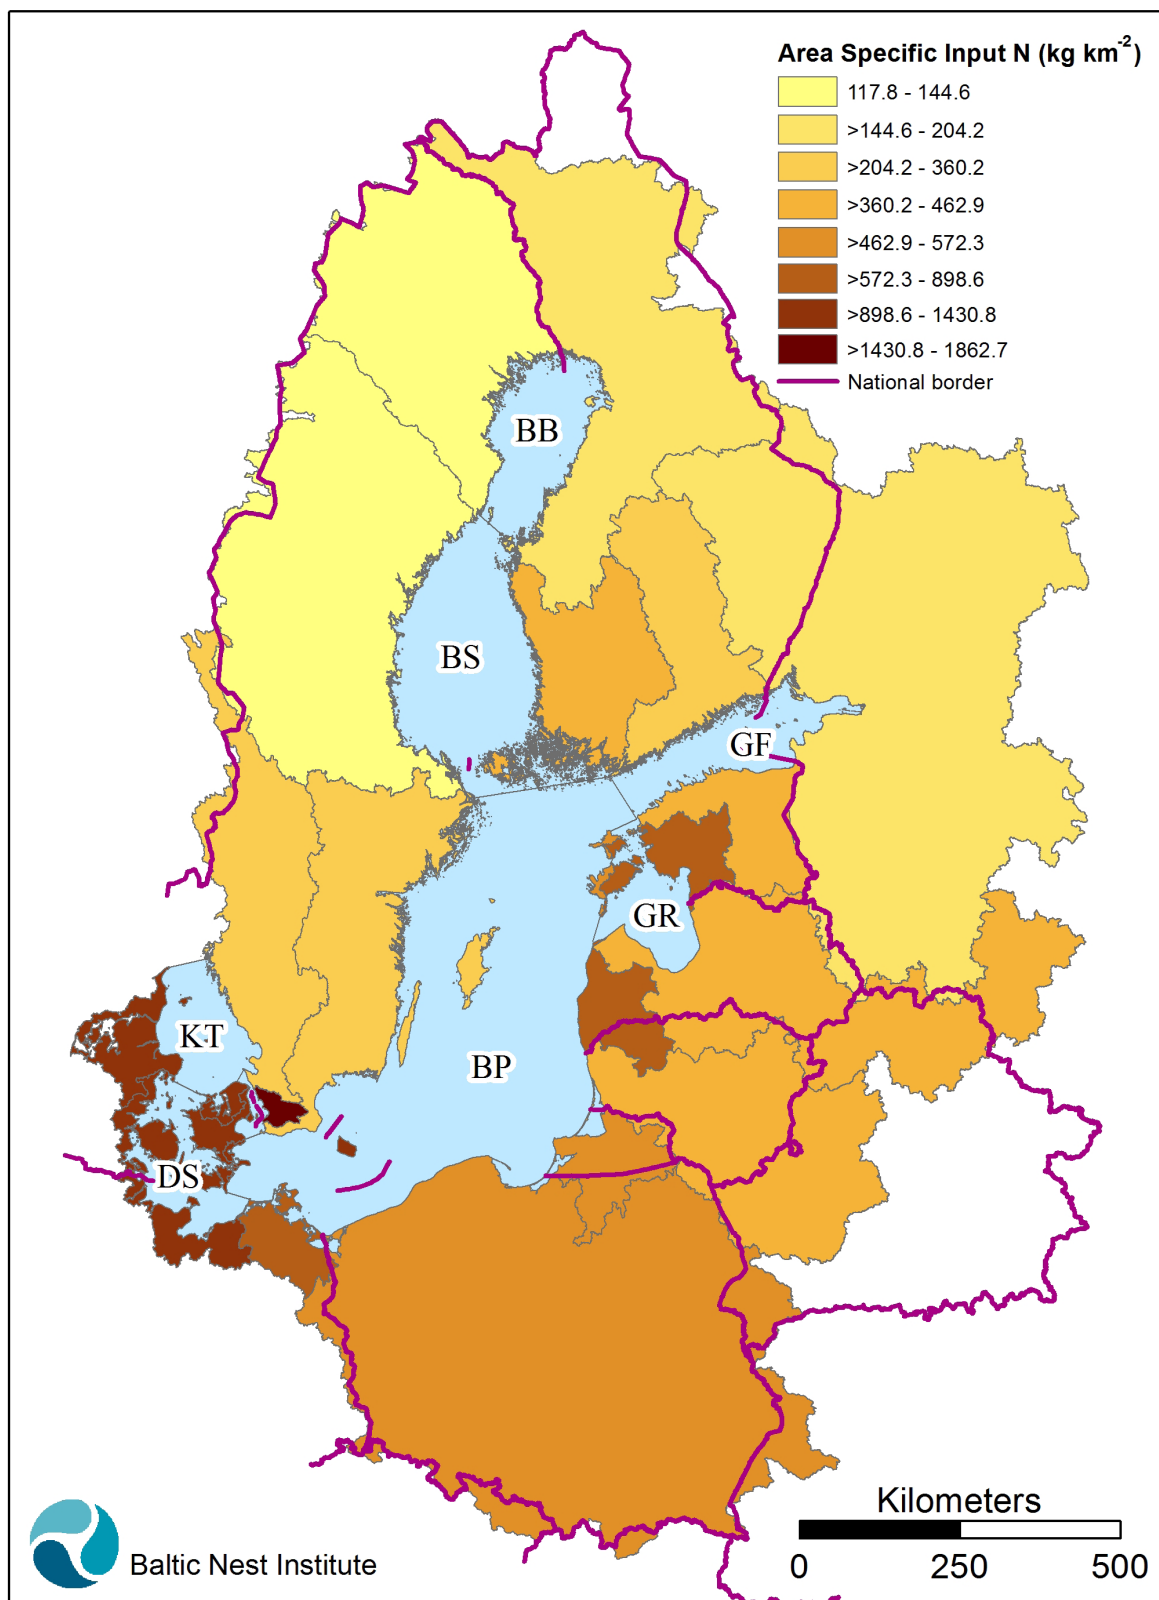 Area Specific Input N (kg km-2)
117.8 - 144.6
>144.6 - 204.2
>204.2 - 360.2
>360.2 - 462.9
>462.9 - 572.3
>572.3 - 898.6
>898.6 - 1430.8
>1430.8 - 1862.7
National border
BB
BS
GF
GR
KT
BP
DS
Kilometers
0 250 500
Baltic Nest Institute